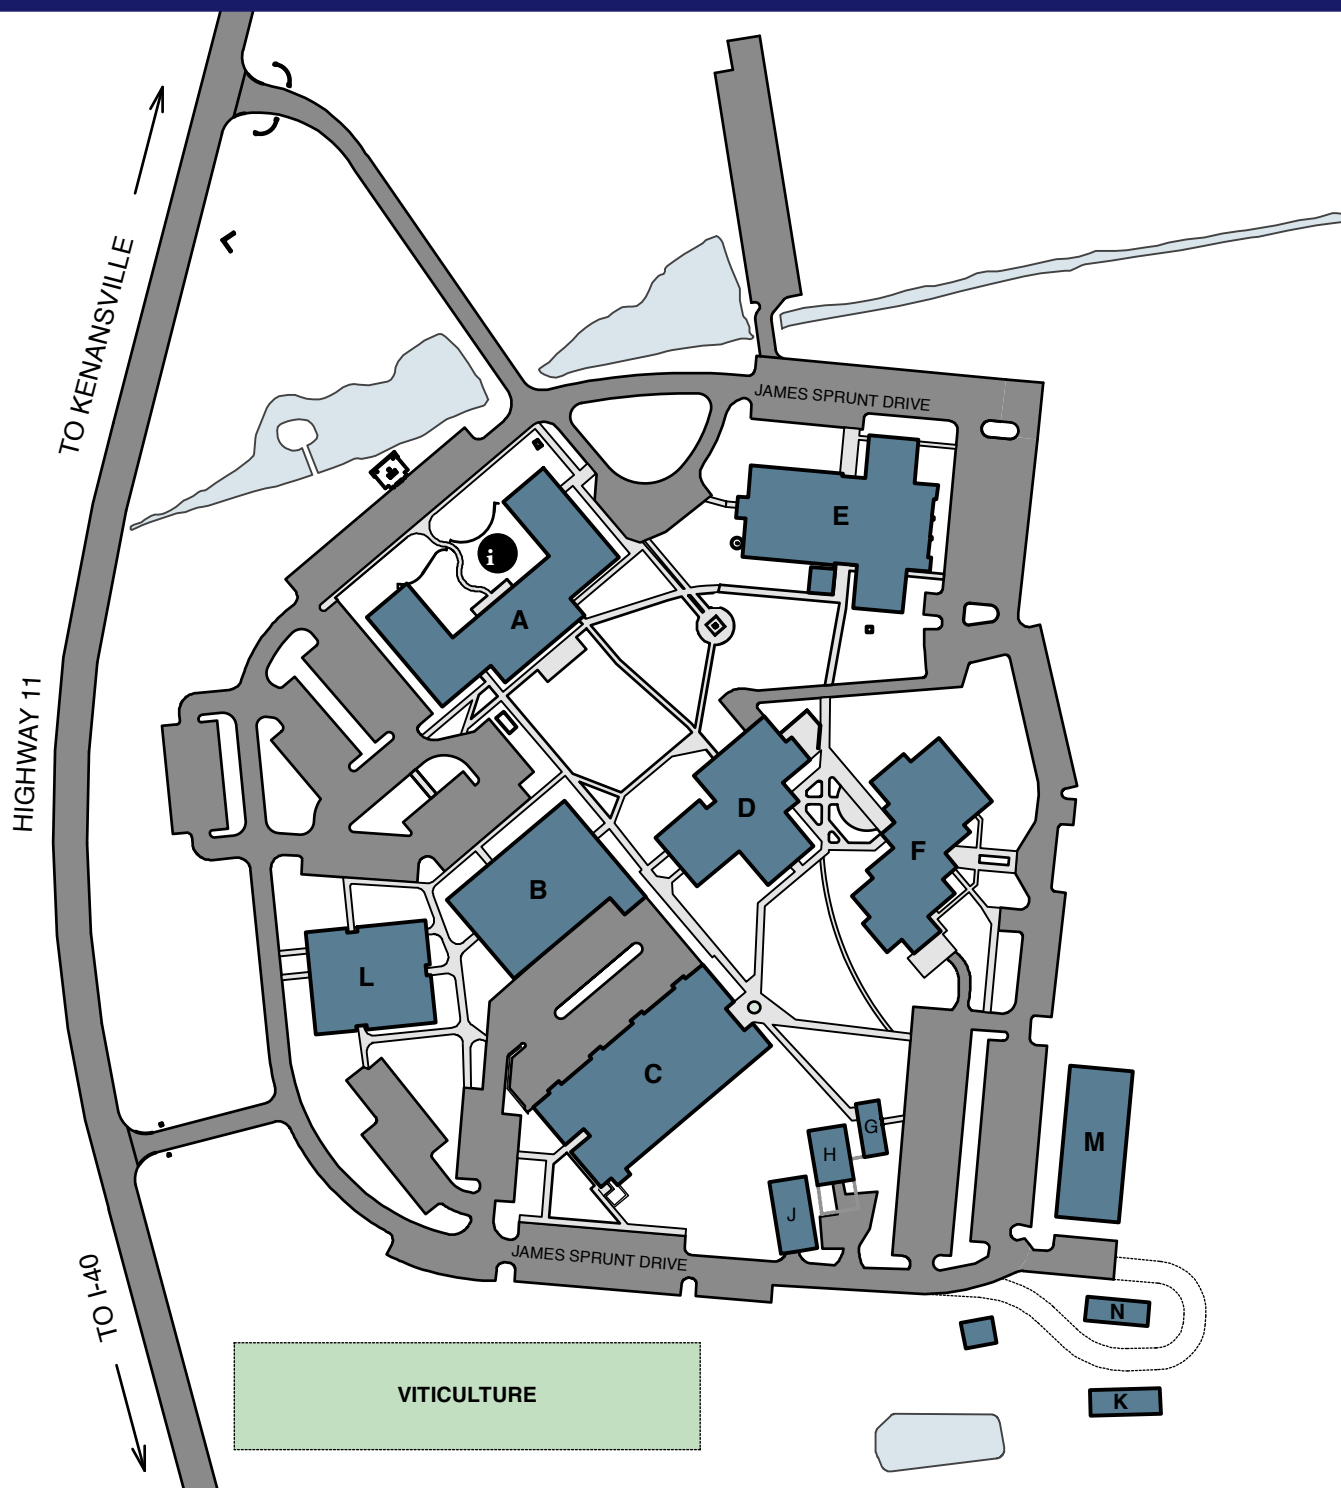 TO KENANSVILLE
JAMES SPRUNT DRIVE
E
i
A
HIGHWAY 11
D
F
B
L
C
G
H
M
J
JAMES SPRUNT DRIVE
TO I-40
N
VITICULTURE
K